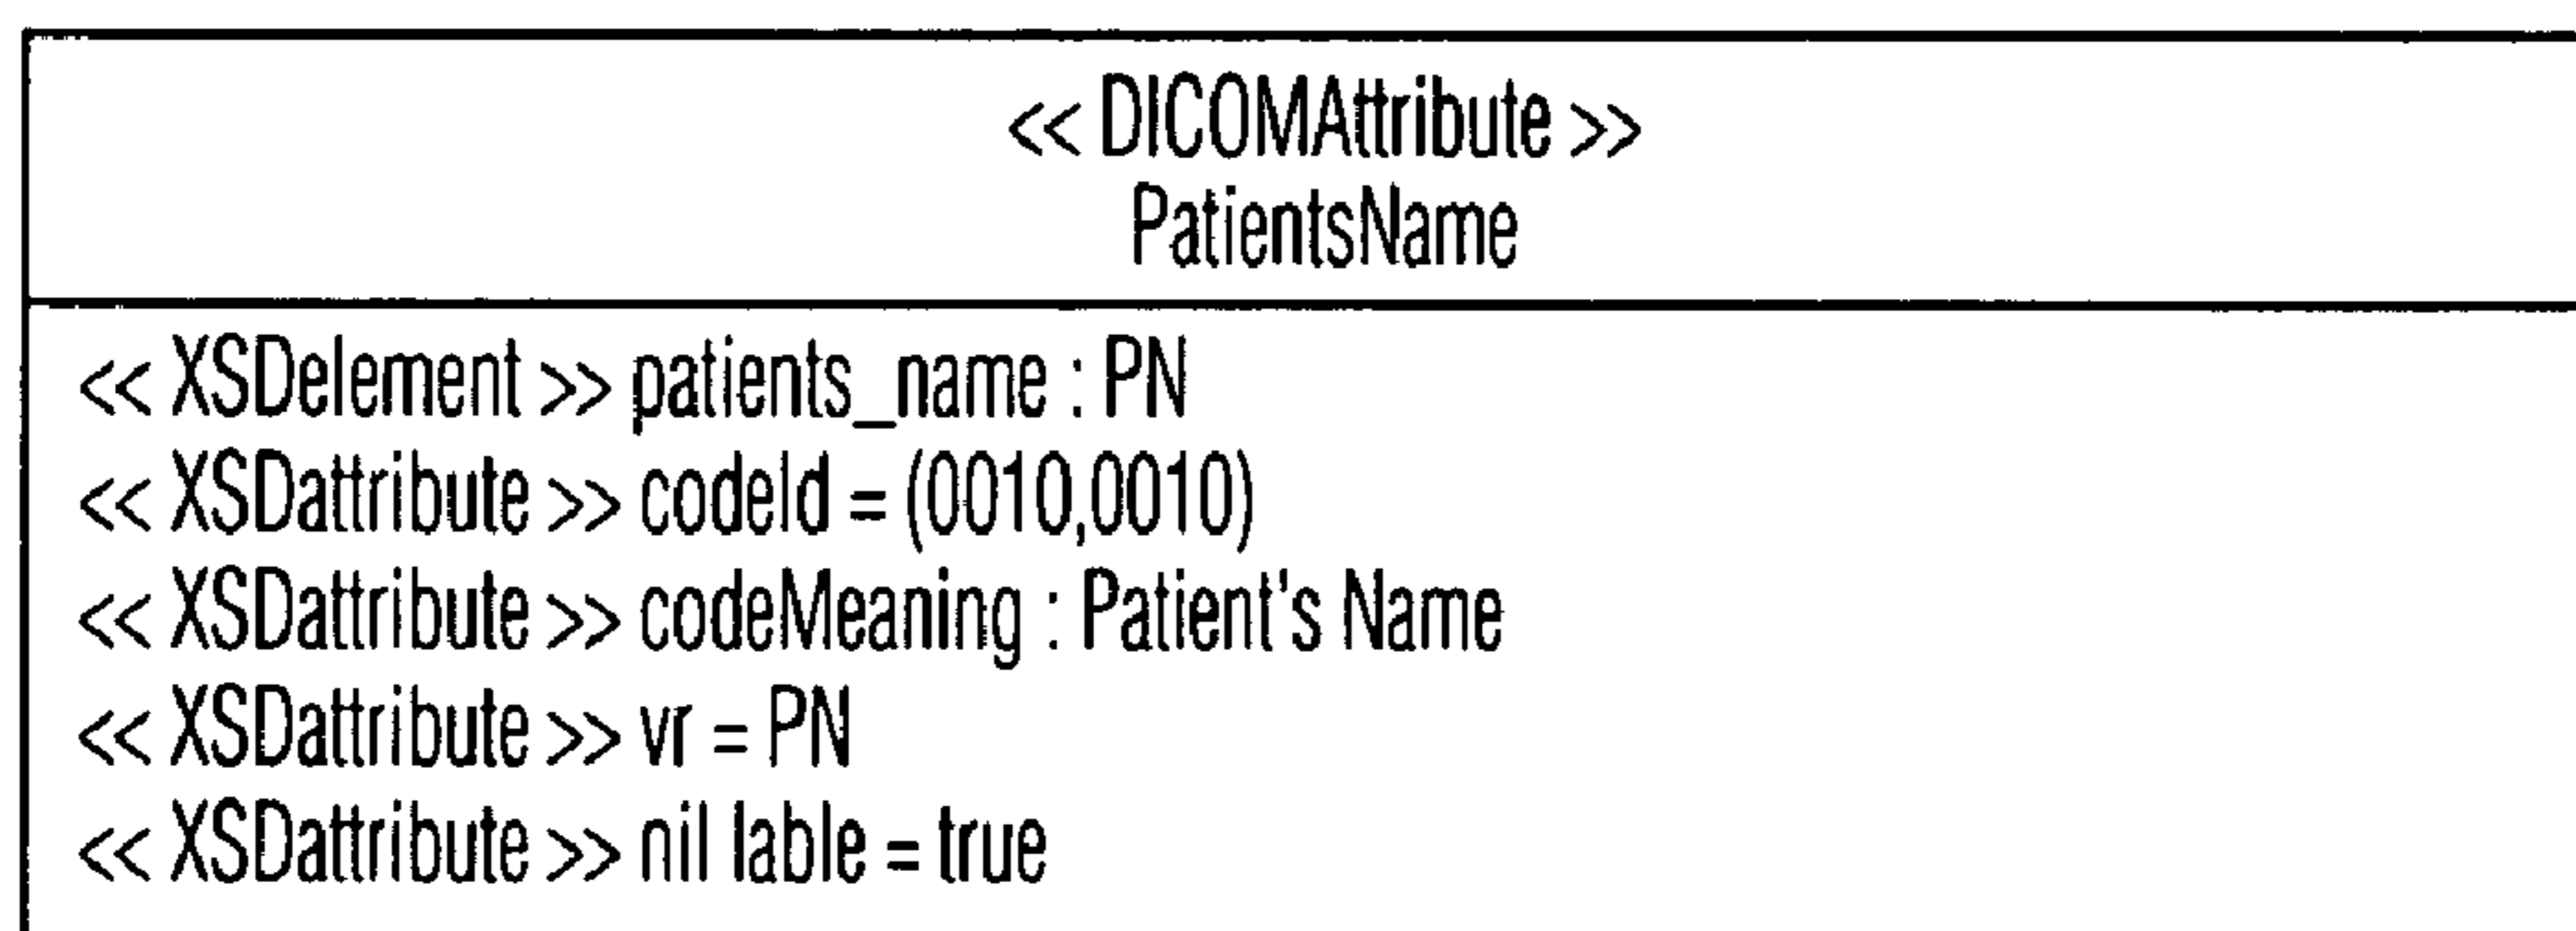 << DICOMAttribute >>
PatientsName
<< XSDelement >> patients_name : PN
<< XSDattribute >> codeId = (0010,0010)
<< XSDattribute >> codeMeaning : Patient's Name
<< XSDattribute >> vr = PN
<< XSDattribute >> nil lable = true